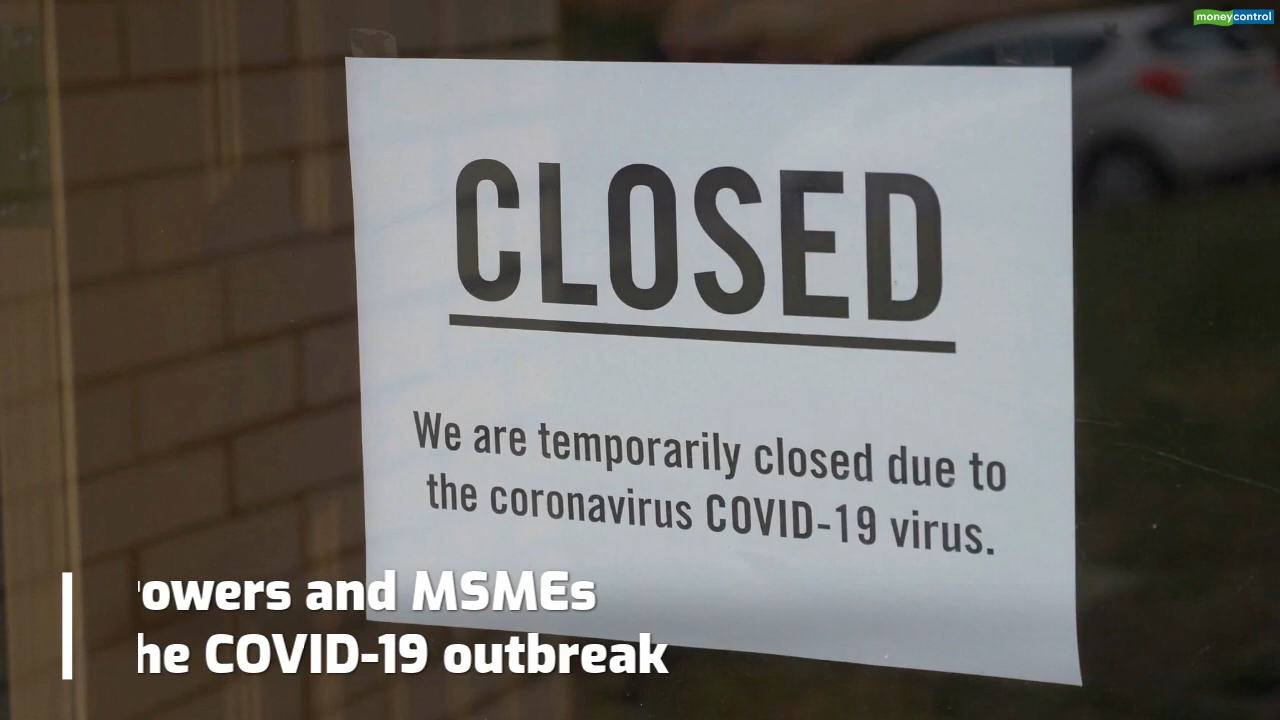 moneycontrol
CLOSED
We are temporarily closed due to
the coronavirus COVID-19 virus.
owers and MSMEs
he COVID-19 outbreak